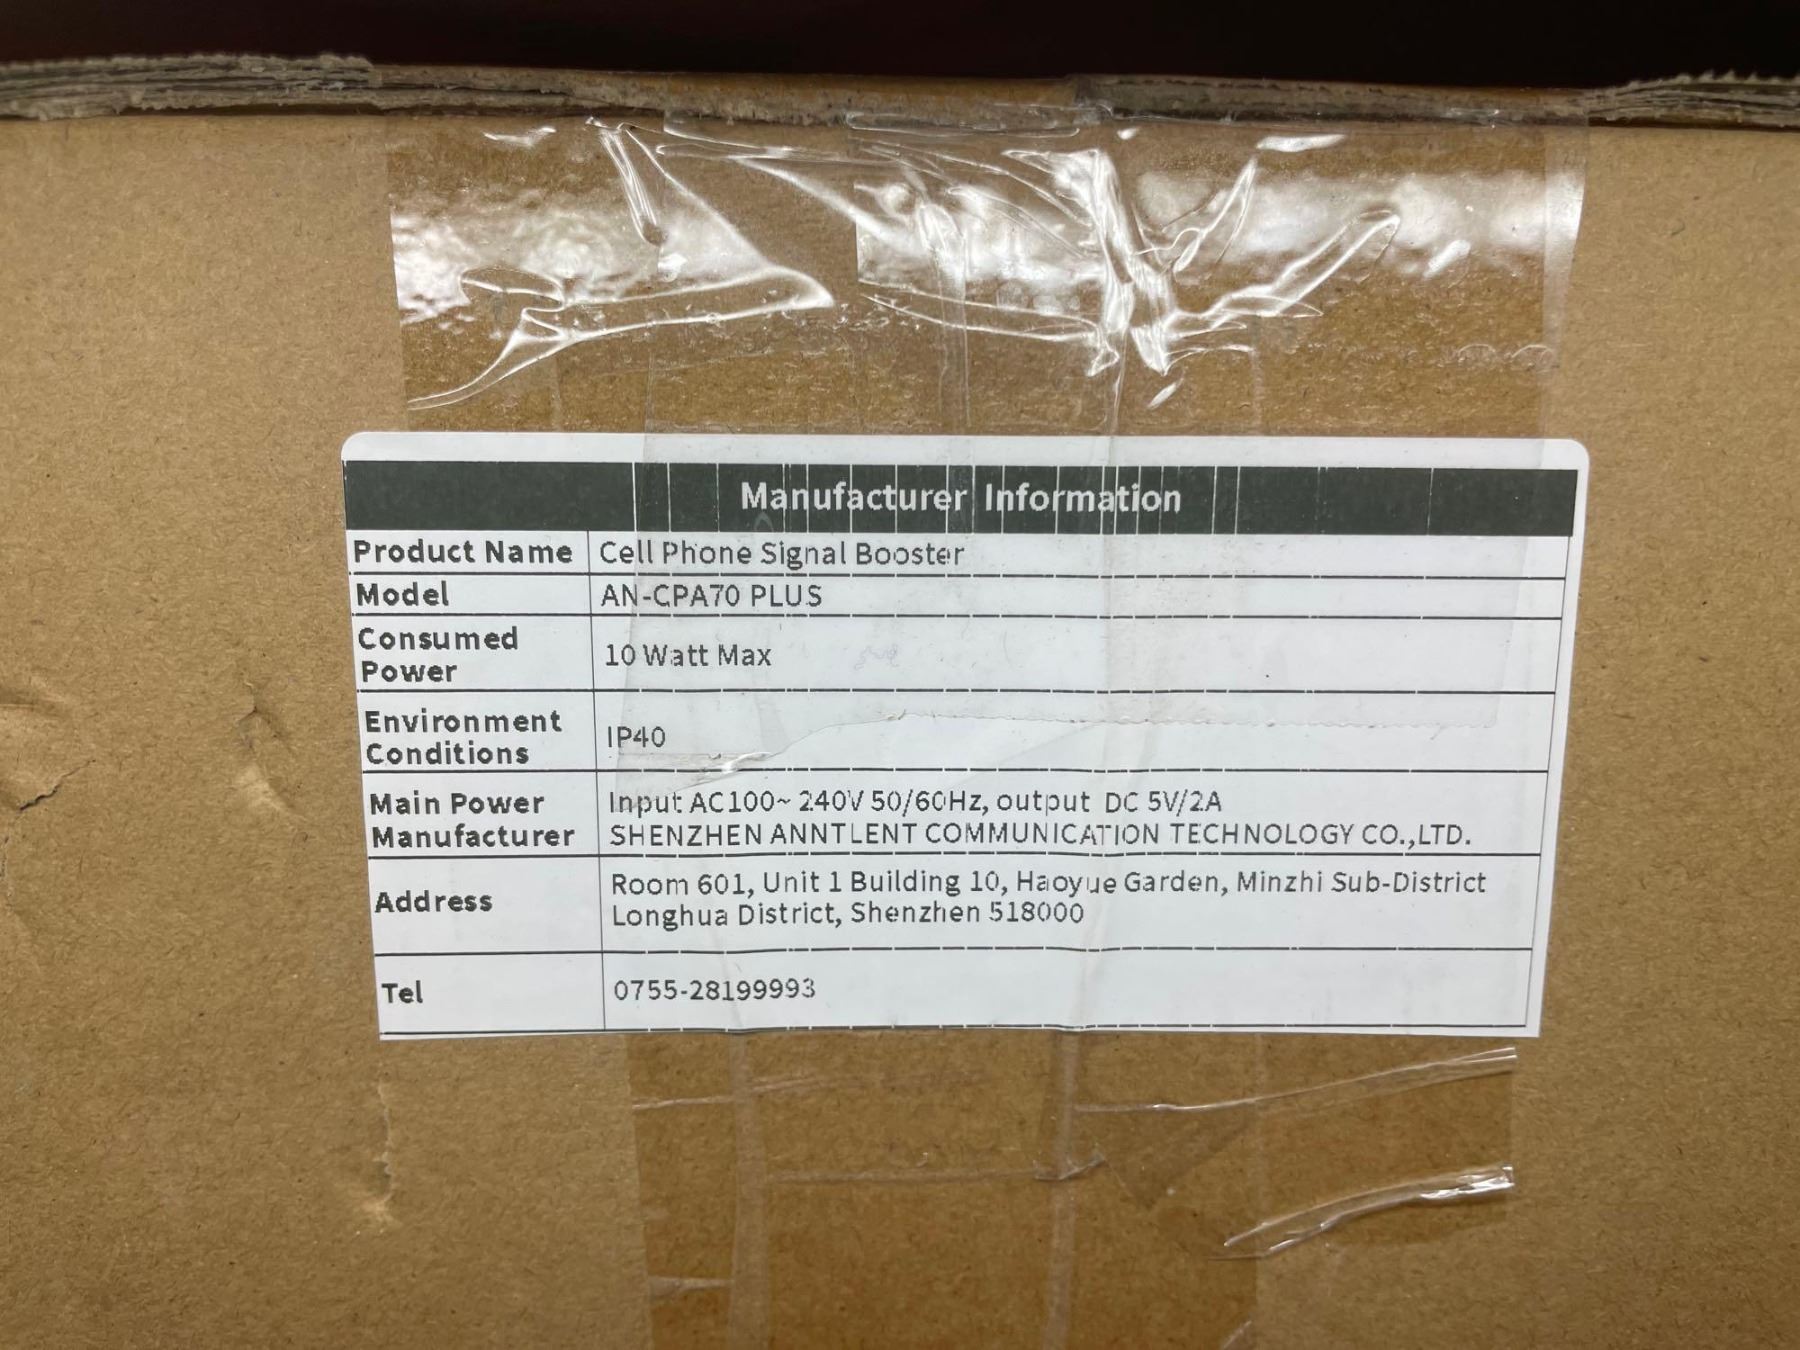 Manufacturer Information
Product Name Cell Phone Signal Booster
Model AN-CPA70 PLUS
Consumed
Power
10 Watt Max
Environment
Conditions
IP40
Main Power Input AC100~ 240V 50/60Hz, output DC 5V/2A
Manufacturer SHENZHEN ANNTLENT COMMUNICATION TECHNOLOGY CO.,LTD.
Address
Room 601, Unit 1 Building 10, Haoyue Garden, Minzhi Sub-District
Longhua District, Shenzhen 518000
Tel 0755-28199993